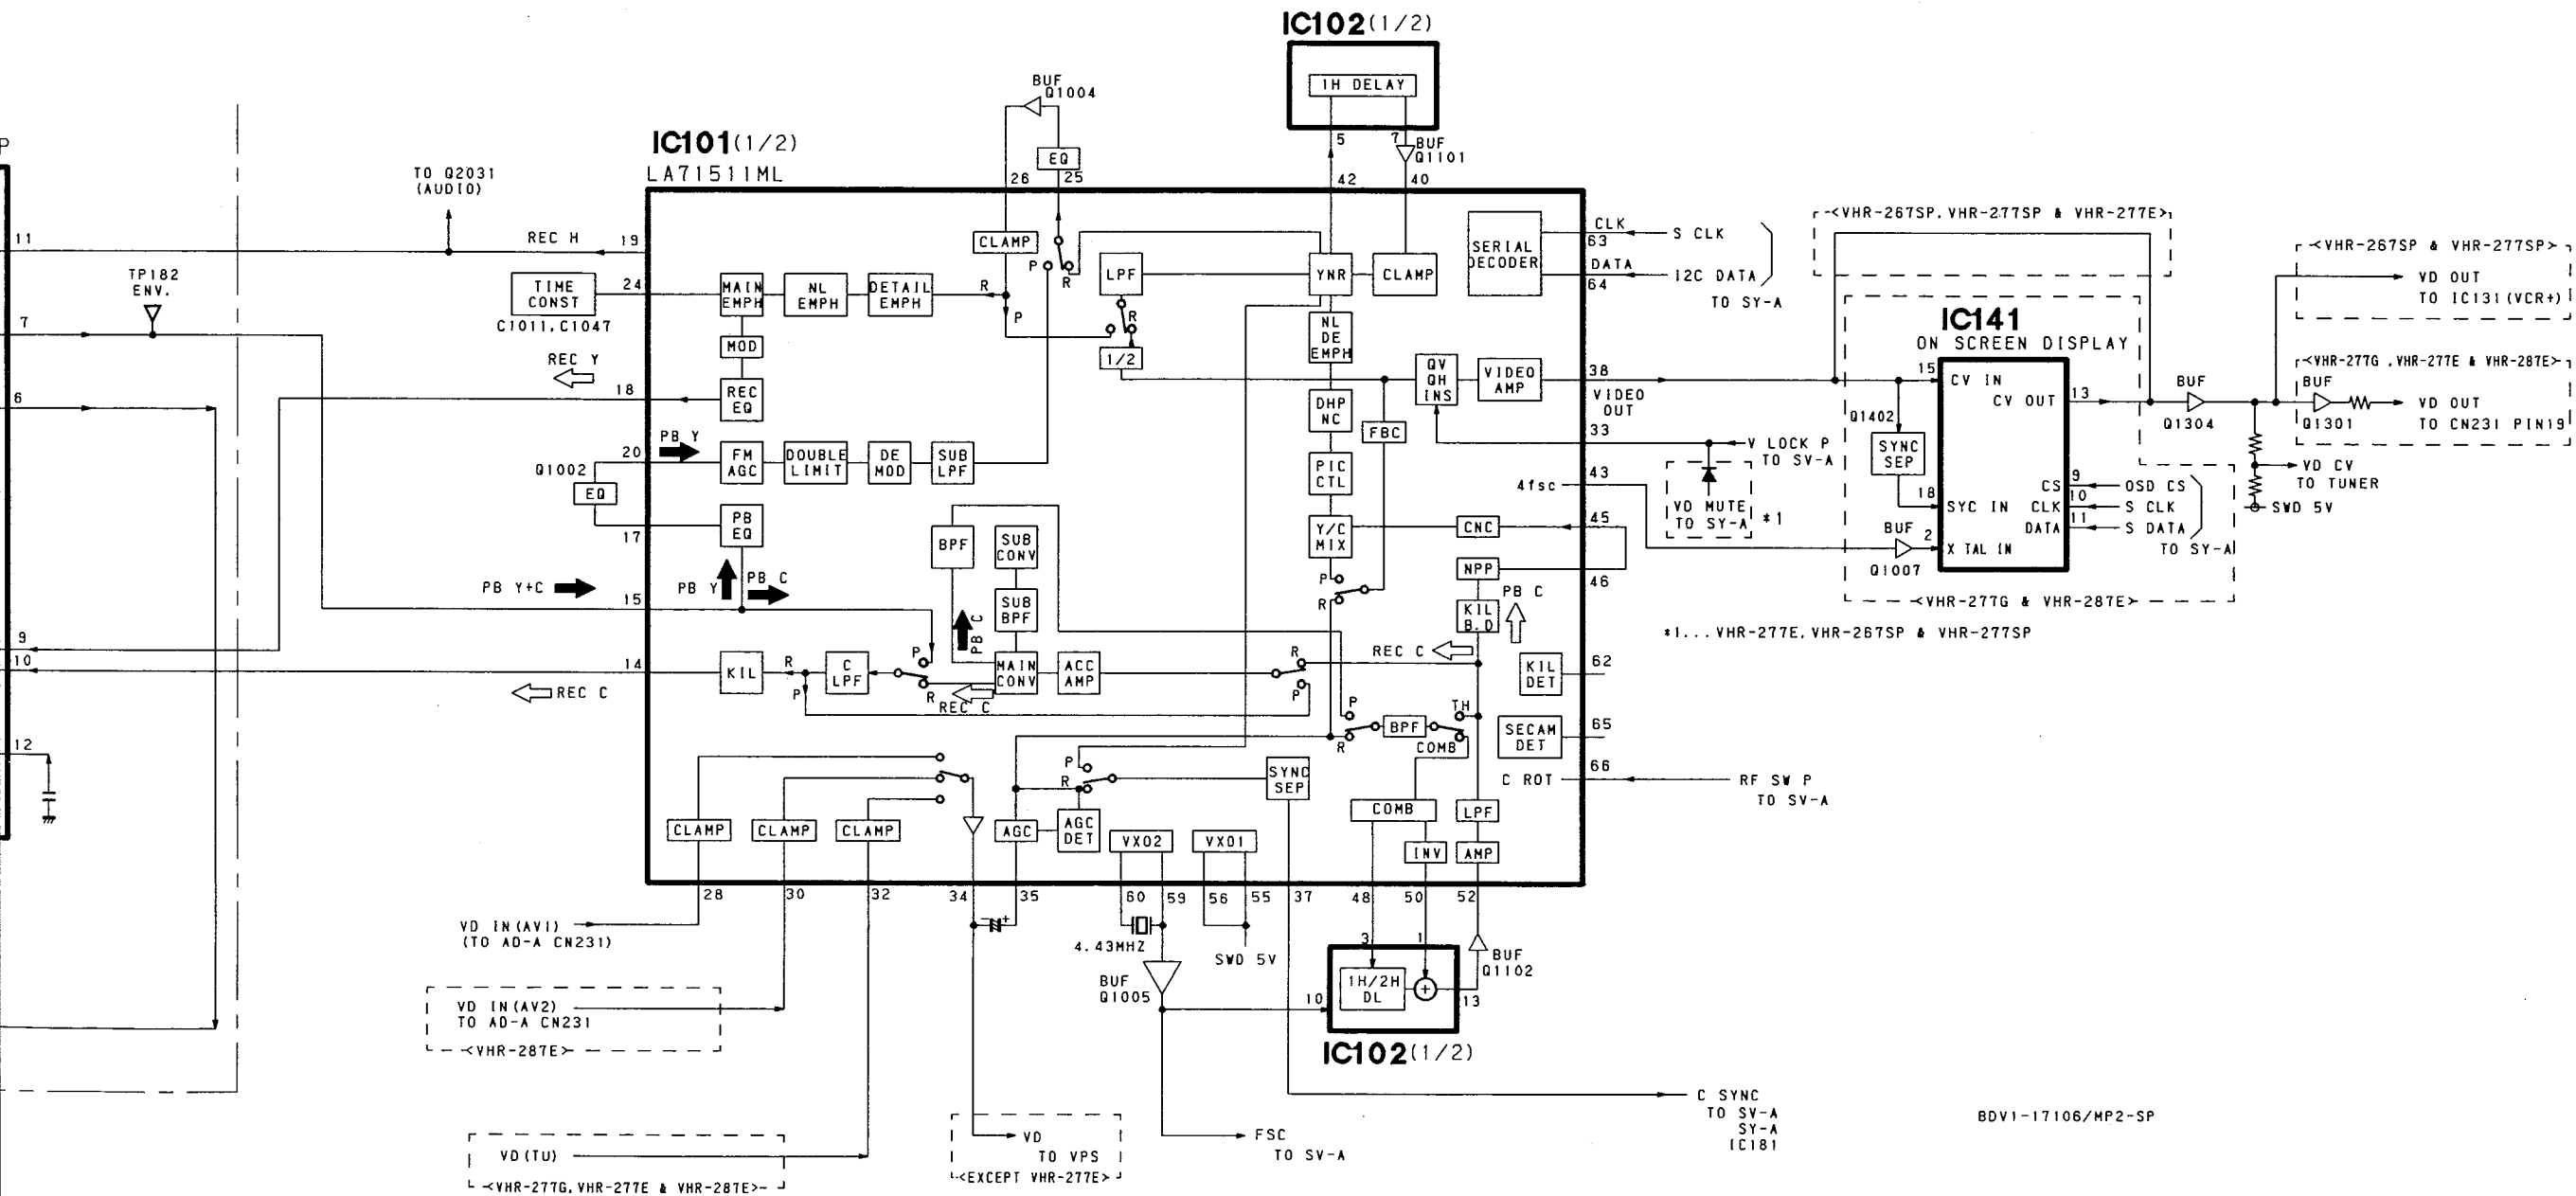 IC102(1/2)
1H DELAY
5
7
BUF
Q1101
BUF
Q1004
EQ
26
25
42
40
IC101(1/2)
LA71511ML
P
11
7
6
9
10
12
TO Q2031
(AUDIO)
REC H
19
TP182
ENV.
TIME
CONST
24
C1011,C1047
REC Y
18
20
Q1002
EQ
17
PB Y+C
15
14
REC C
CLAMP
P
R
R
P
MAIN
EMPH
NL
EMPH
DETAIL
EMPH
MOD
REC
EQ
PB Y
FM
AGC
DOUBLE
LIMIT
DE
MOD
SUB
LPF
PB
EQ
PB Y
PB C
BPF
SUB
CONV
SUB
BPF
PB C
KIL
R
P
C
LPF
P
R
MAIN
CONV
REC C
ACC
AMP
LPF
R
1/2
YNR
CLAMP
NL
DE
EMPH
DHP
NC
PIC
CTL
Y/C
MIX
P
R
FBC
QV
QH
INS
VIDEO
AMP
SERIAL
DECODER
CNC
NPP
KIL
B.D
PB C
REC C
R
P
P
R
BPF
TH
COMB
KIL
DET
SECAM
DET
C ROT
4fsc
COMB
LPF
INV
AMP
P
R
SYNC
SEP
AGC
AGC
DET
VXO2
VXO1
CLAMP
CLAMP
CLAMP
CLK
63
S CLK
DATA
64
I2C DATA
TO SY-A
38
VIDEO
OUT
33
V LOCK P
TO SV-A
43
VD MUTE
TO SY-A
*1
45
46
62
65
66
RF SW P
TO SV-A
*1...VHR-277E,VHR-267SP & VHR-277SP
<VHR-267SP,VHR-277SP & VHR-277E>
IC141
ON SCREEN DISPLAY
15
CV IN
CV OUT
13
Q1402
SYNC
SEP
18
SYC IN
BUF
2
X TAL IN
Q1007
CS
9
OSD CS
CLK
10
S CLK
DATA
11
S DATA
TO SY-A
<VHR-277G & VHR-287E>
BUF
Q1304
<VHR-267SP & VHR-277SP>
VD OUT
TO IC131(VCR+)
<VHR-277G ,VHR-277E & VHR-287E>
BUF
Q1301
VD OUT
TO CN231 PIN19
VD CV
TO TUNER
SWD 5V
28
30
32
34
35
60
59
56
55
37
48
50
52
VD IN(AV1)
(TO AD-A CN231)
VD IN(AV2)
TO AD-A CN231
<VHR-287E>
VD(TU)
<VHR-277G,VHR-277E & VHR-287E>
+
4.43MHZ
BUF
Q1005
SWD 5V
3
1
1H/2H
DL
+
10
13
BUF
Q1102
IC102(1/2)
VD
TO VPS
<EXCEPT VHR-277E>
FSC
TO SV-A
C SYNC
TO SV-A
SY-A
IC181
BDV1-17106/MP2-SP